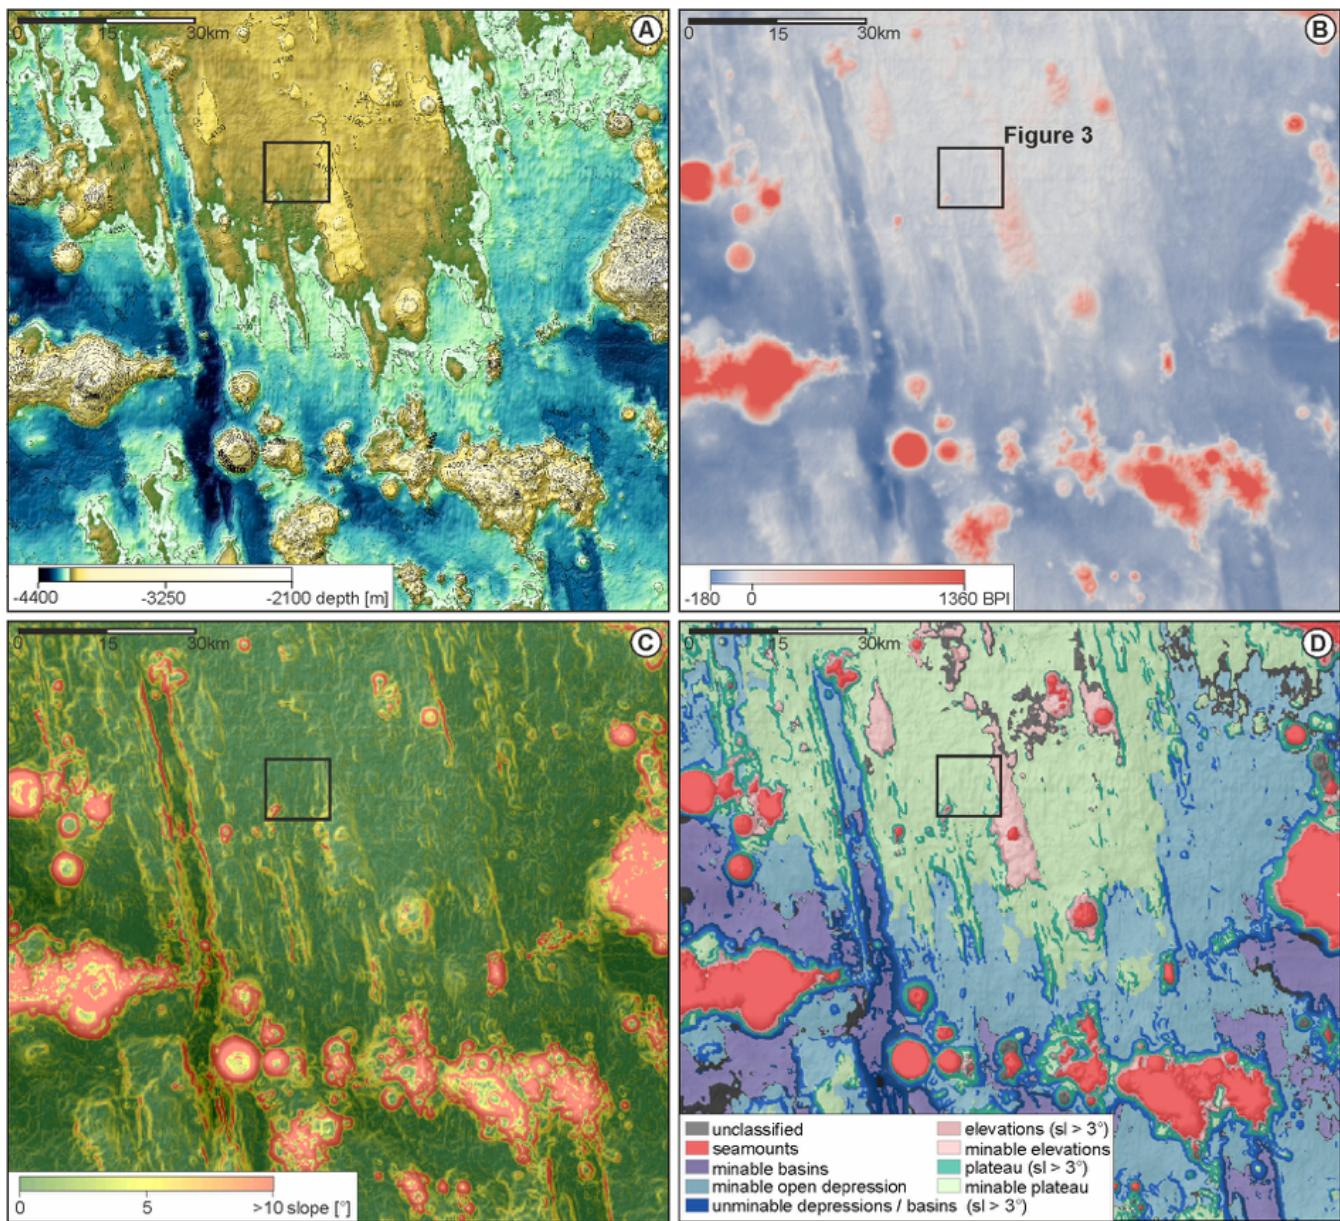 0 15 30km A
-4400 -3250 -2100 depth [m]
0 15 30km B
Figure 3
-180 0 1360 BPI
0 15 30km C
0 5 >10 slope [°]
0 15 30km D
unclassified
seamounts
minable basins
minable open depression
unminable depressions / basins (sl > 3°)
elevations (sl > 3°)
minable elevations
plateau (sl > 3°)
minable plateau